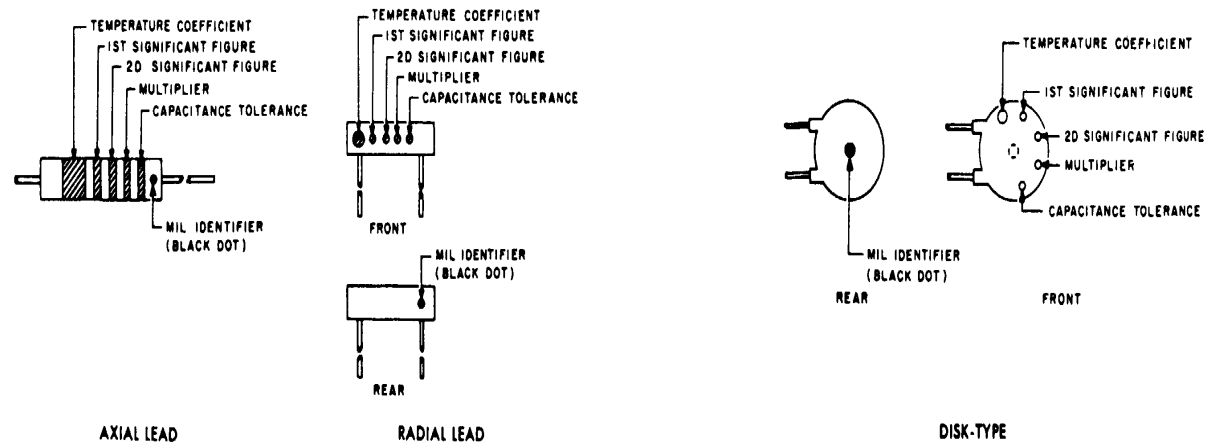 TEMPERATURE COEFFICIENT
1ST SIGNIFICANT FIGURE
2D SIGNIFICANT FIGURE
MULTIPLIER
CAPACITANCE TOLERANCE
MIL IDENTIFIER
(BLACK DOT)
AXIAL LEAD
TEMPERATURE COEFFICIENT
1ST SIGNIFICANT FIGURE
2D SIGNIFICANT FIGURE
MULTIPLIER
CAPACITANCE TOLERANCE
FRONT
MIL IDENTIFIER
(BLACK DOT)
REAR
RADIAL LEAD
MIL IDENTIFIER
(BLACK DOT)
REAR
TEMPERATURE COEFFICIENT
1ST SIGNIFICANT FIGURE
2D SIGNIFICANT FIGURE
MULTIPLIER
CAPACITANCE TOLERANCE
FRONT
DISK-TYPE